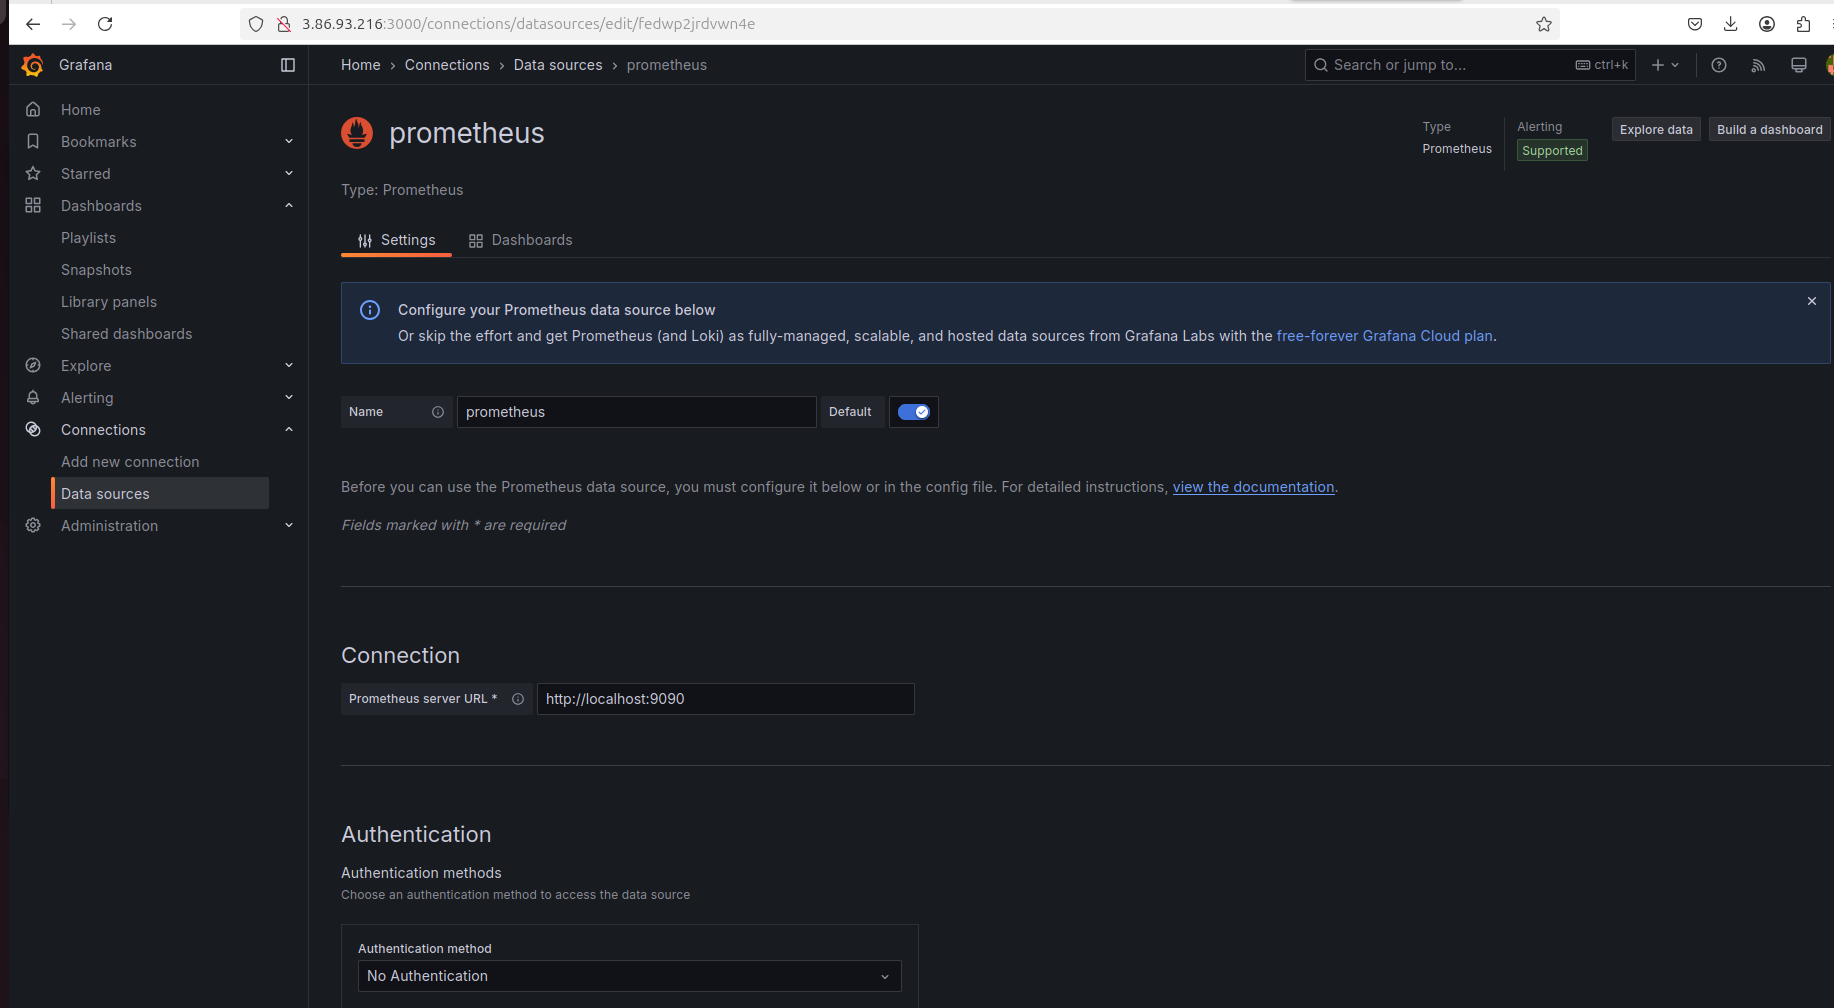 3.86.93.216:3000/connections/datasources/edit/fedwp2jrdvwn4e
Grafana
Home › Connections › Data sources › prometheus
Search or jump to... ctrl+k
Home
Bookmarks
Starred
Dashboards
Playlists
Snapshots
Library panels
Shared dashboards
Explore
Alerting
Connections
Add new connection
Data sources
Administration
prometheus
Type
Prometheus
Alerting
Supported
Explore data
Build a dashboard
Type: Prometheus
Settings
Dashboards
Configure your Prometheus data source below
Or skip the effort and get Prometheus (and Loki) as fully-managed, scalable, and hosted data sources from Grafana Labs with the free-forever Grafana Cloud plan.
Name prometheus Default
Before you can use the Prometheus data source, you must configure it below or in the config file. For detailed instructions, view the documentation.
Fields marked with * are required
Connection
Prometheus server URL * http://localhost:9090
Authentication
Authentication methods
Choose an authentication method to access the data source
Authentication method
No Authentication